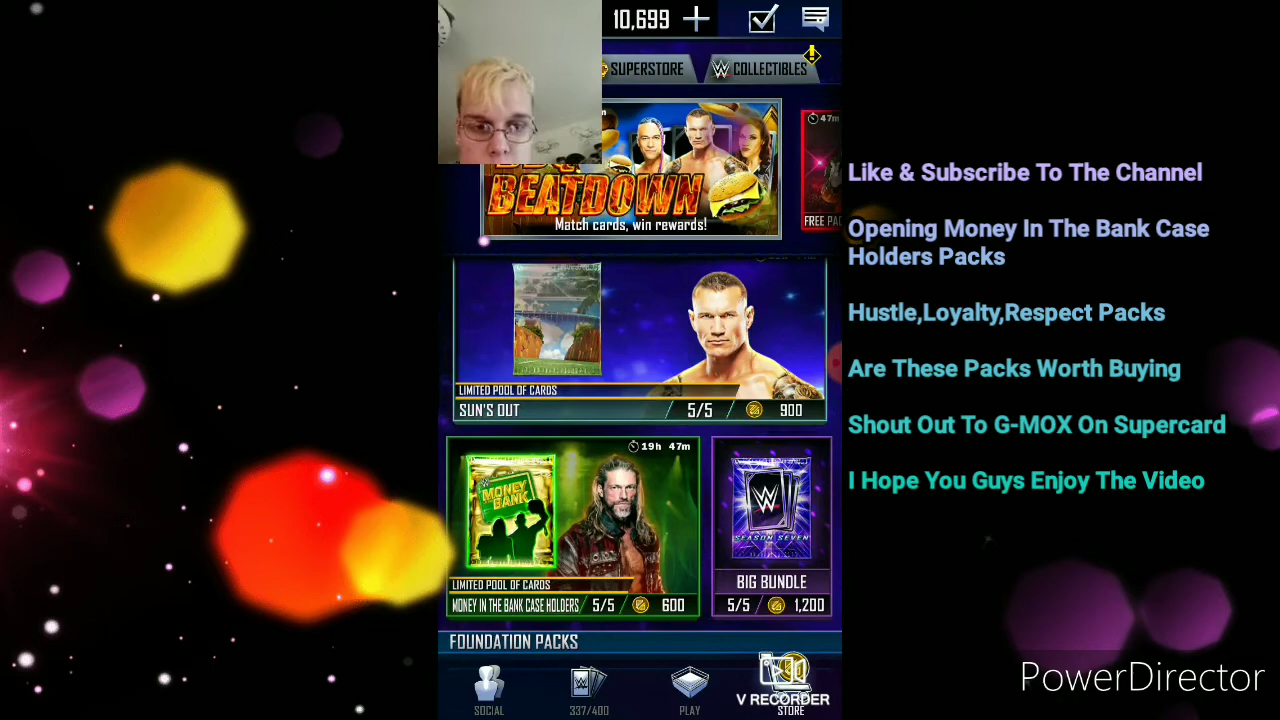 10,699
SUPERSTORE
COLLECTIBLES
47m
BEATDOWN
Match cards, win rewards!
LIMITED POOL OF CARDS
SUN'S OUT
5/5
900
19h 47m
MONEY
BANK
LIMITED POOL OF CARDS
MONEY IN THE BANK CASE HOLDERS
5/5
600
SEASON SEVEN
BIG BUNDLE
5/5
1,200
FOUNDATION PACKS
SOCIAL
337/400
PLAY
V RECORDER
STORE
Like & Subscribe To The Channel
Opening Money In The Bank Case
Holders Packs
Hustle,Loyalty,Respect Packs
Are These Packs Worth Buying
Shout Out To G-MOX On Supercard
I Hope You Guys Enjoy The Video
PowerDirector